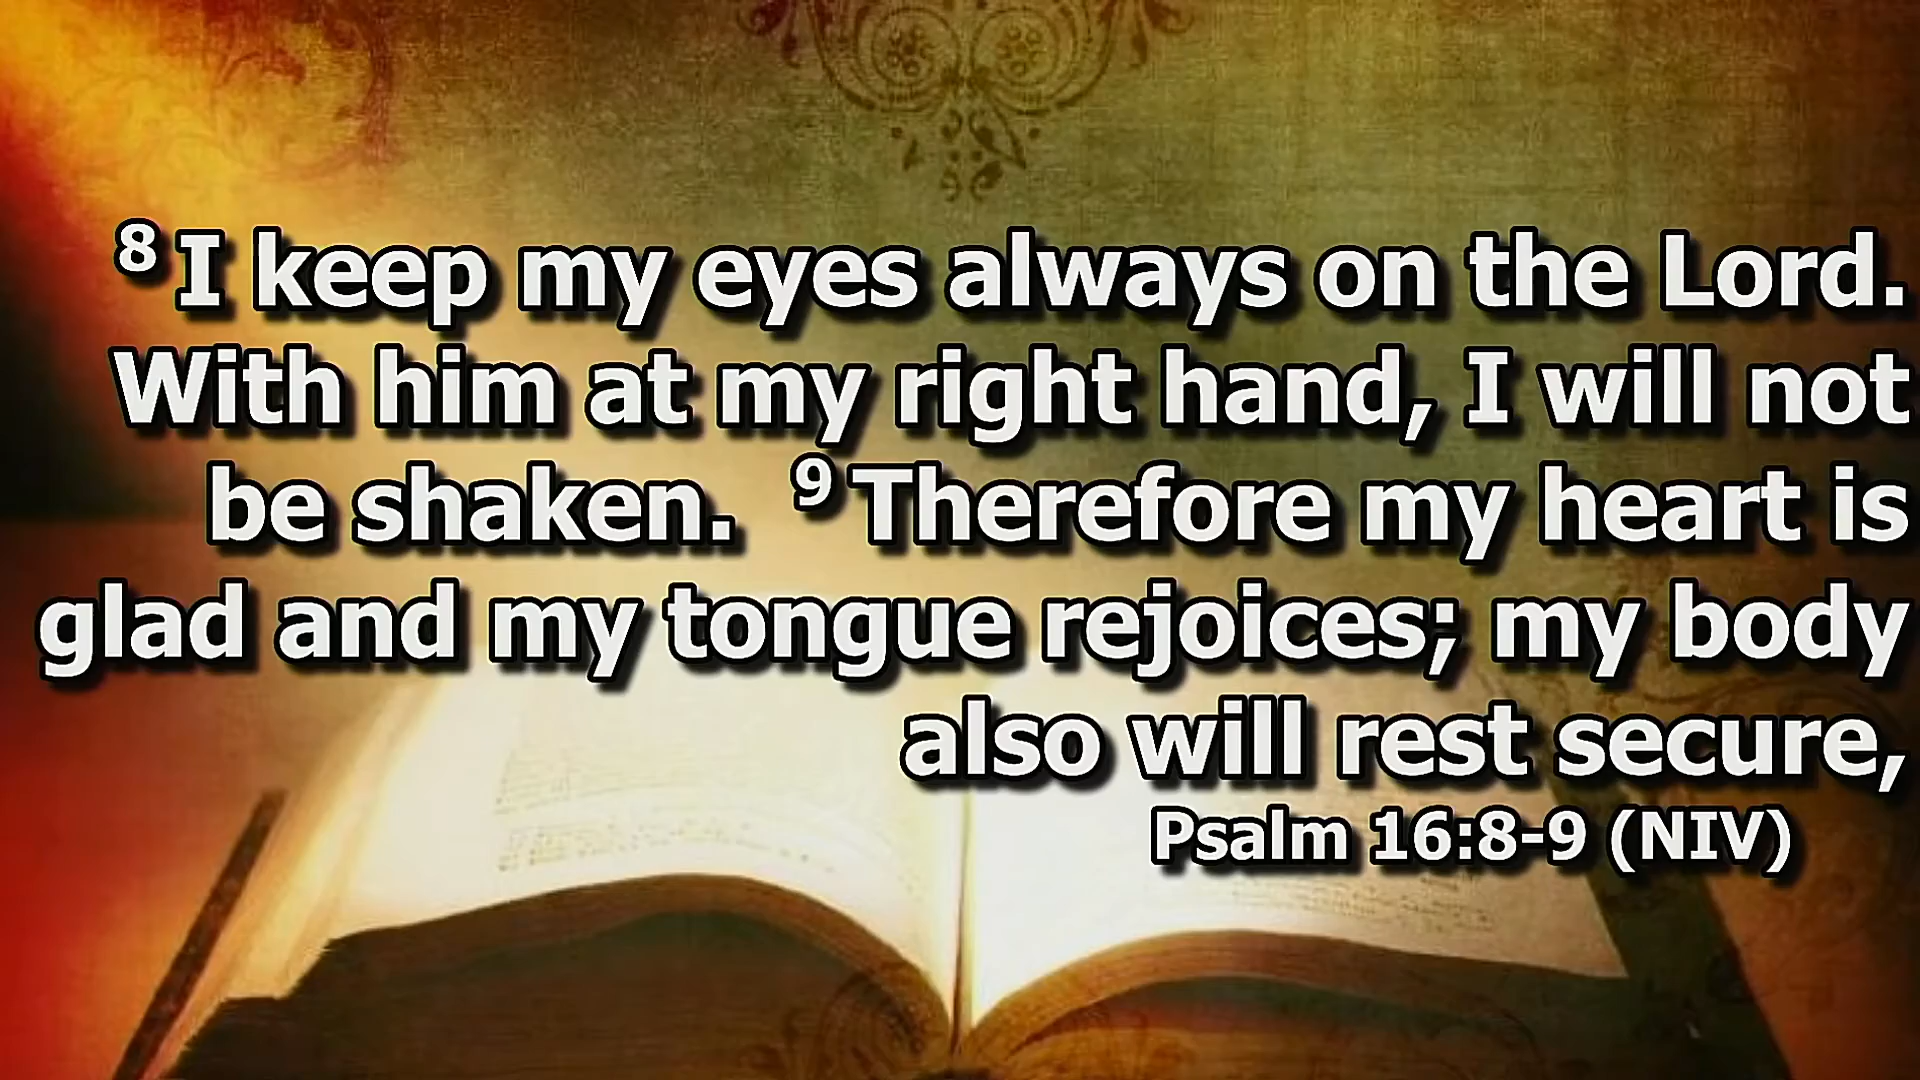 8 I keep my eyes always on the Lord.
With him at my right hand, I will not
be shaken. 9 Therefore my heart is
glad and my tongue rejoices; my body
also will rest secure,
Psalm 16:8-9 (NIV)